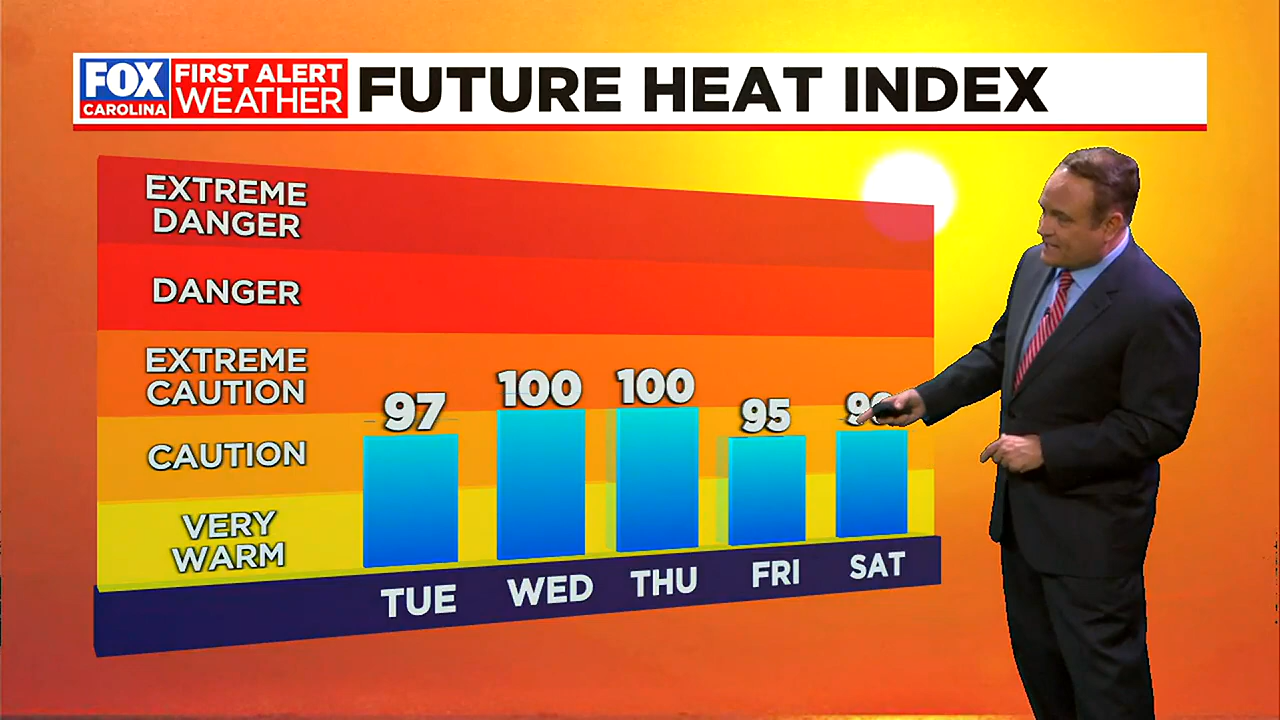 FOX
CAROLINA
FIRST ALERT
WEATHER
FUTURE HEAT INDEX
EXTREME
DANGER
DANGER
EXTREME
CAUTION
CAUTION
VERY
WARM
97
100
100
95
TUE
WED
THU
FRI
SAT